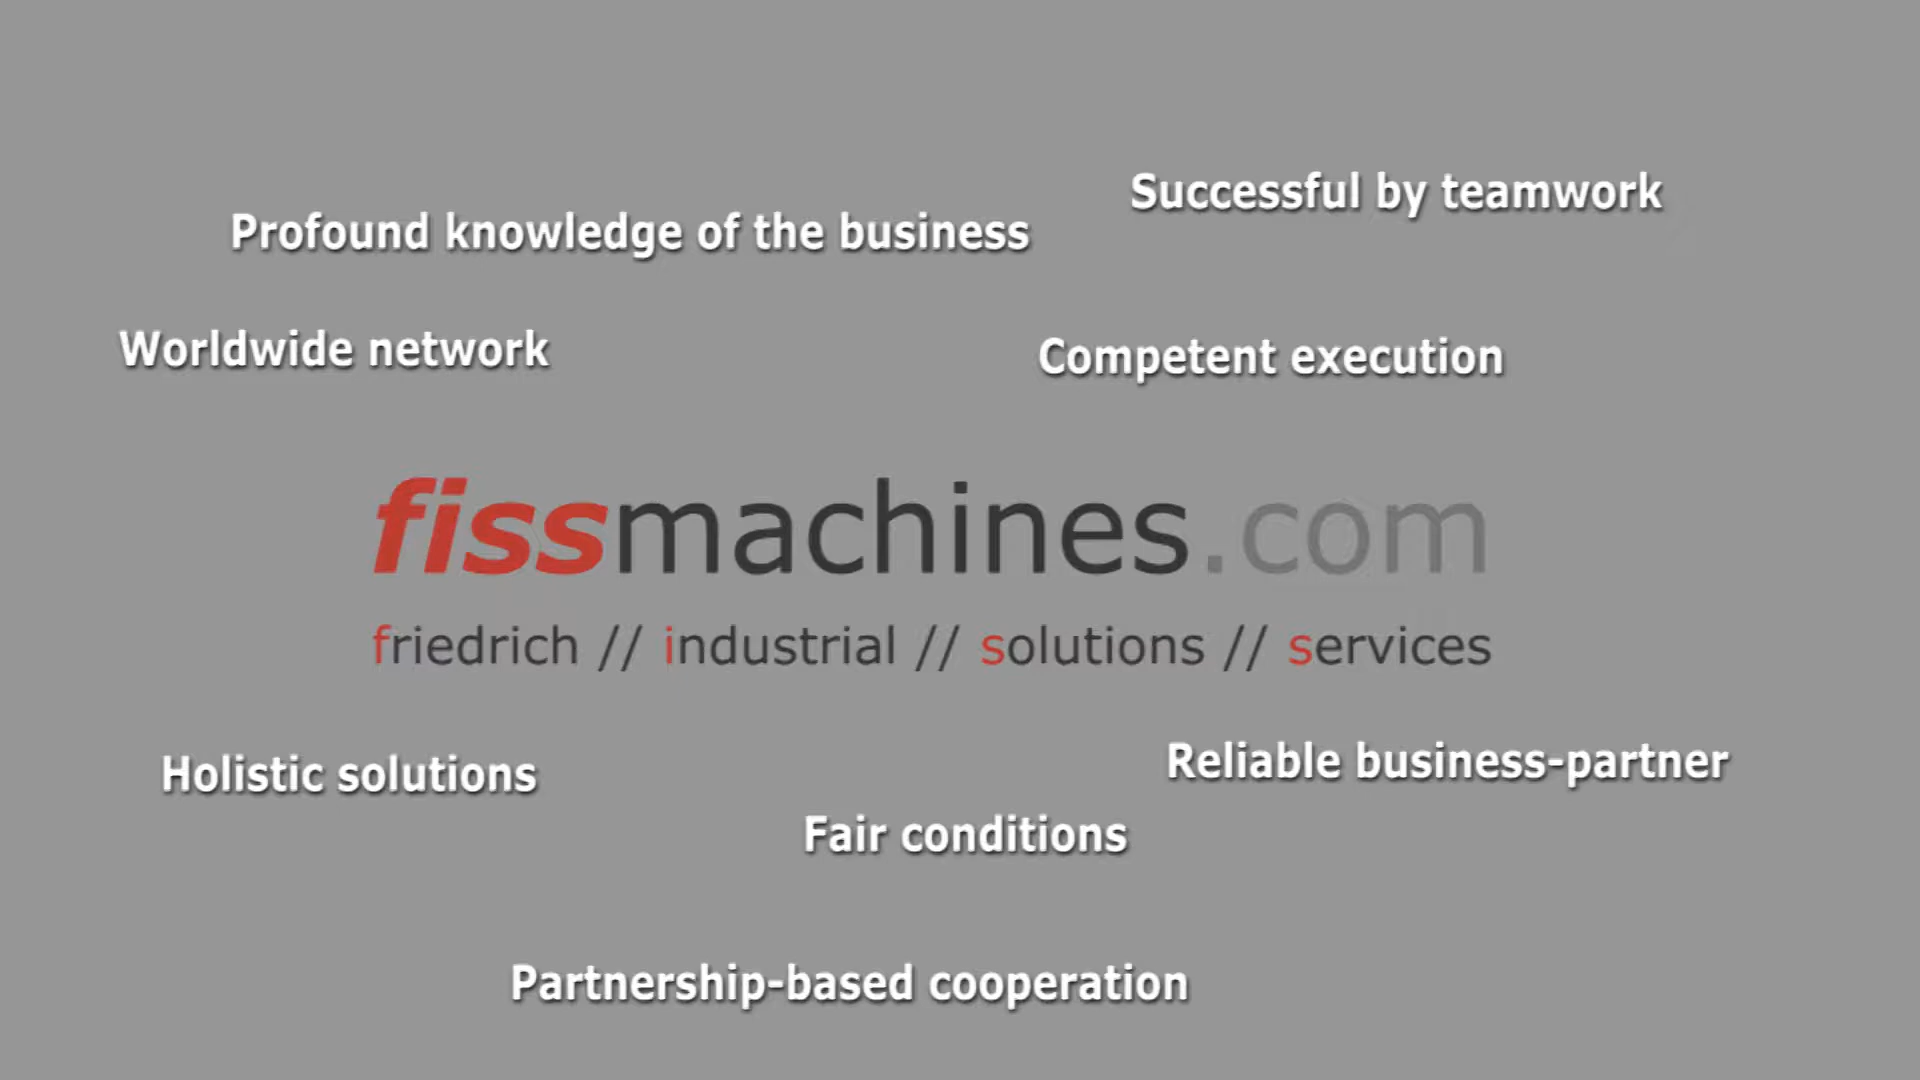 Successful by teamwork
Profound knowledge of the business
Worldwide network
Competent execution
fissmachines.com
friedrich // industrial // solutions // services
Reliable business-partner
Holistic solutions
Fair conditions
Partnership-based cooperation